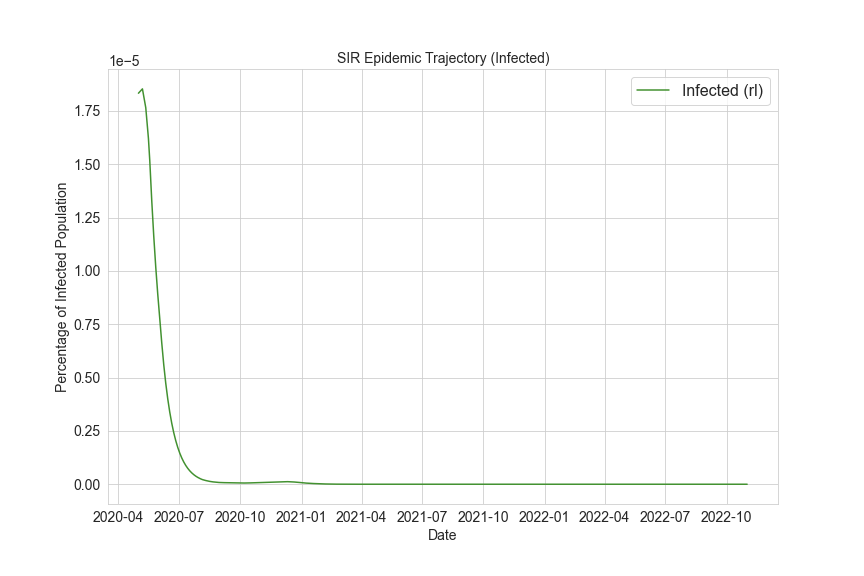 SIR Epidemic Trajectory (Infected)
1e−5
Infected (rl)
Percentage of Infected Population
1.75
1.50
1.25
1.00
0.75
0.50
0.25
0.00
2020-04 2020-07 2020-10 2021-01 2021-04 2021-07 2021-10 2022-01 2022-04 2022-07 2022-10
Date